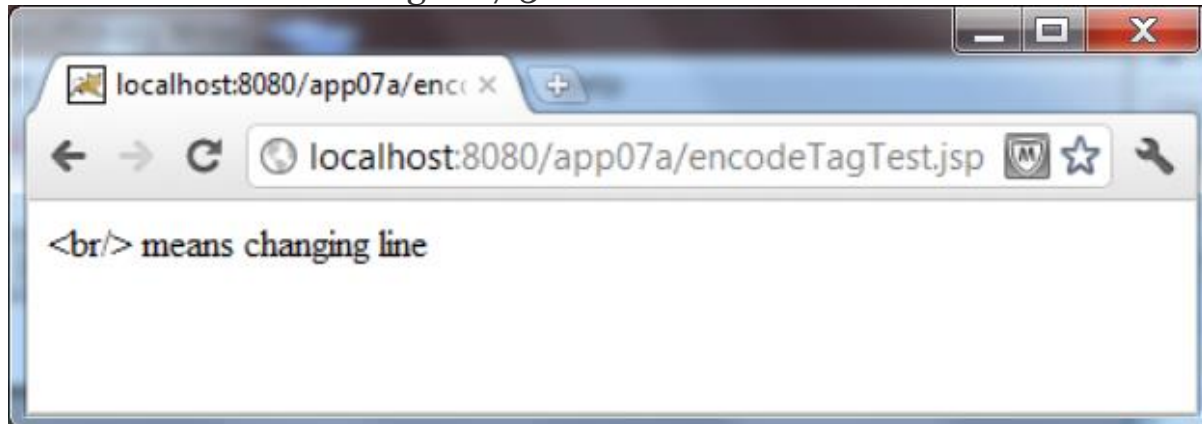 localhost:8080/app07a/enc
localhost:8080/app07a/encodeTagTest.jsp
<br/> means changing line